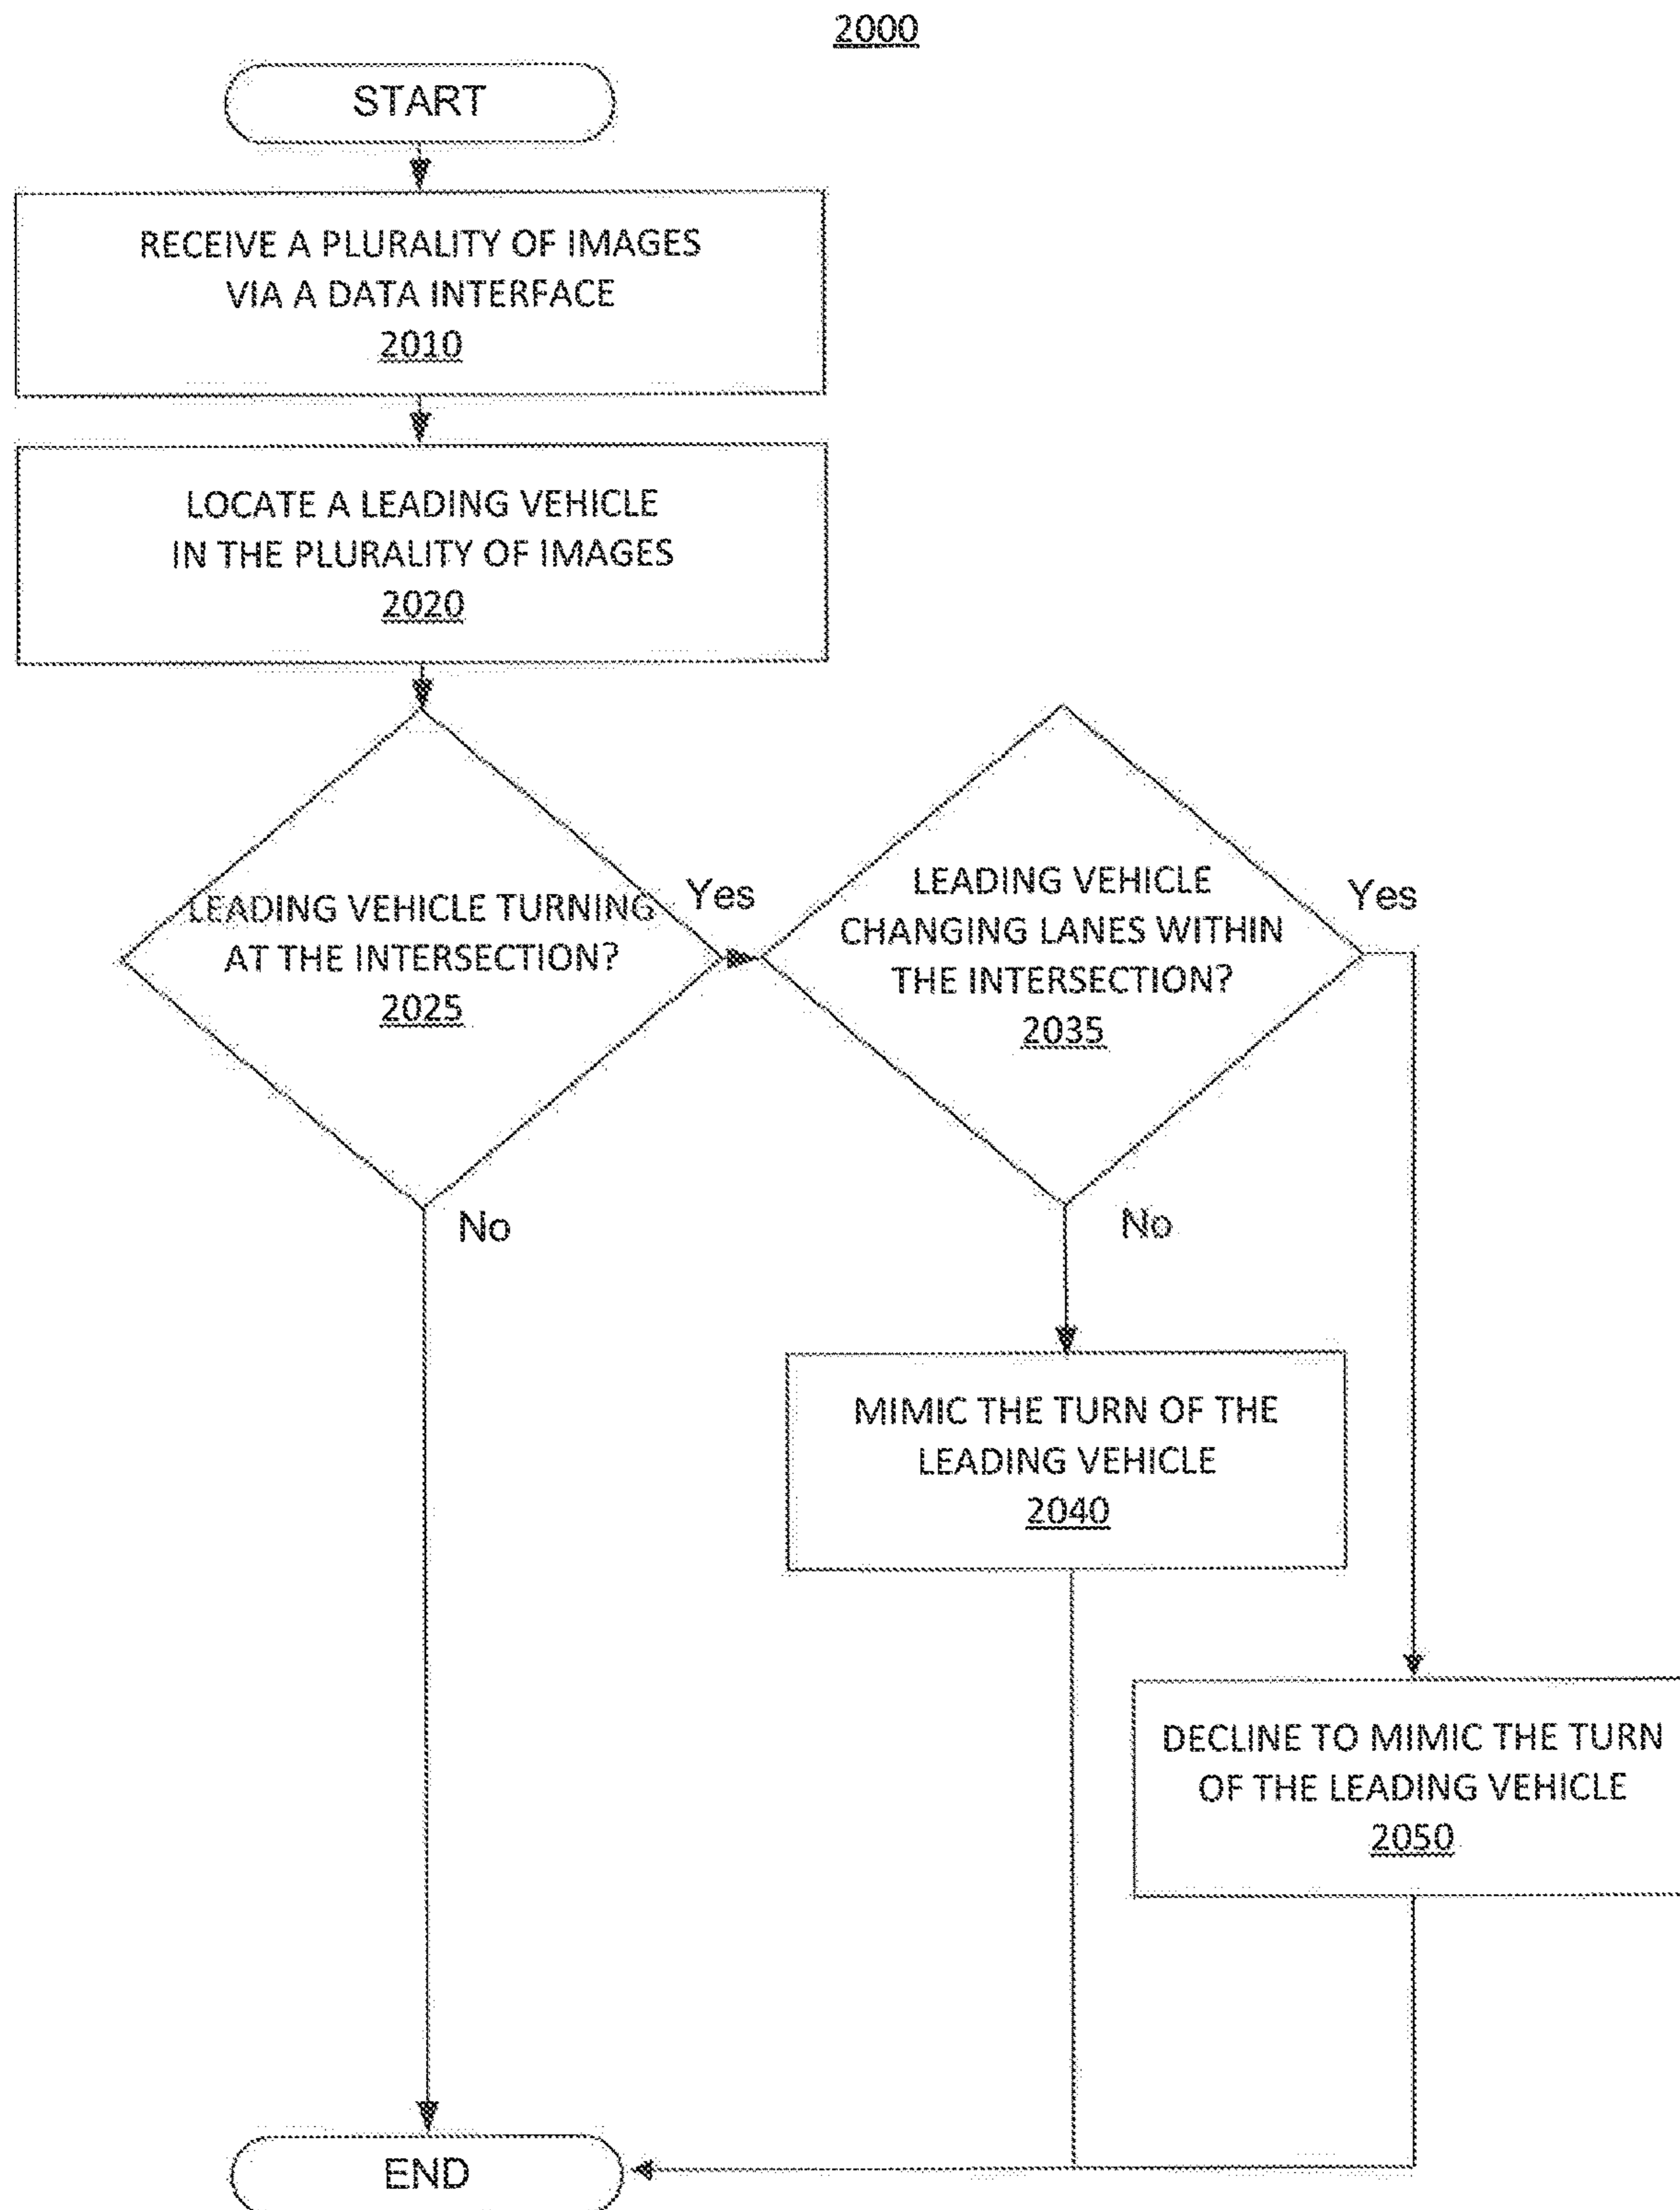 2000
START
RECEIVE A PLURALITY OF IMAGES
VIA A DATA INTERFACE
2010
LOCATE A LEADING VEHICLE
IN THE PLURALITY OF IMAGES
2020
LEADING VEHICLE TURNING
AT THE INTERSECTION?
2025
Yes
No
LEADING VEHICLE
CHANGING LANES WITHIN
THE INTERSECTION?
2035
Yes
No
MIMIC THE TURN OF THE
LEADING VEHICLE
2040
DECLINE TO MIMIC THE TURN
OF THE LEADING VEHICLE
2050
END